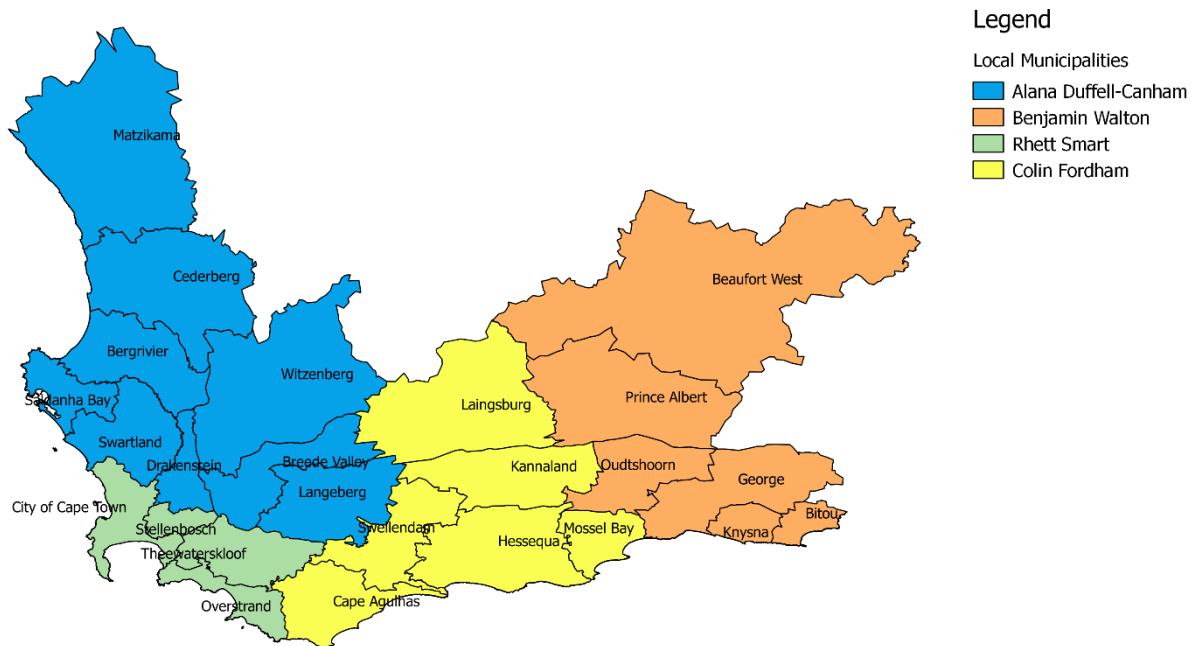 Legend
Local Municipalities
Alana Duffell-Canham
Benjamin Walton
Rhett Smart
Colin Fordham
Matzikama
Cederberg
Beaufort West
Bergrivier
Witzenberg
Saldanha Bay
Prince Albert
Laingsburg
Swartland
Drakenstein
Breede Valley
Kannaland
Oudtshoorn
George
Langeberg
City of Cape Town
Stellenbosch
Swellendam
Mossel Bay
Bitou
Knysna
Hessequa
Theewaterskloof
Overstrand
Cape Agulhas